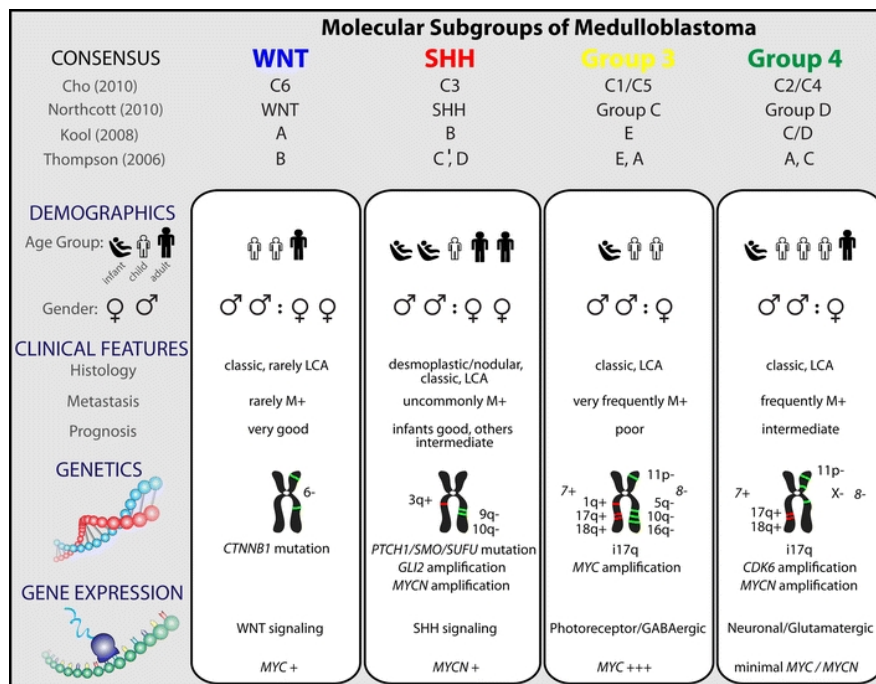 Molecular Subgroups of Medulloblastoma
CONSENSUS WNT SHH Group 3 Group 4
Cho (2010) C6 C3 C1/C5 C2/C4
Northcott (2010) WNT SHH Group C Group D
Kool (2008) A B E C/D
Thompson (2006) B C', D E, A A, C
DEMOGRAPHICS
Age Group:
infant child adult
Gender: ♀ ♂ ♂♂:♀♀ ♂♂:♀♀ ♂♂:♀ ♂♂:♀
CLINICAL FEATURES
Histology classic, rarely LCA desmoplastic/nodular, classic, LCA classic, LCA
classic, LCA
Metastasis rarely M+ uncommonly M+ very frequently M+ frequently M+
Prognosis very good infants good, others poor intermediate
intermediate
GENETICS
6- 3q+ 9q- 10q- 7+ 1q+ 17q+ 18q+ 11p- 8- 5q- 10q- 16q- 7+ 17q+ 18q+ 11p- X- 8-
CTNNB1 mutation PTCH1/SMO/SUFU mutation i17q i17q
GLI2 amplification MYC amplification CDK6 amplification
MYCN amplification MYCN amplification
GENE EXPRESSION
WNT signaling SHH signaling Photoreceptor/GABAergic Neuronal/Glutamatergic
MYC + MYCN + MYC +++ minimal MYC / MYCN